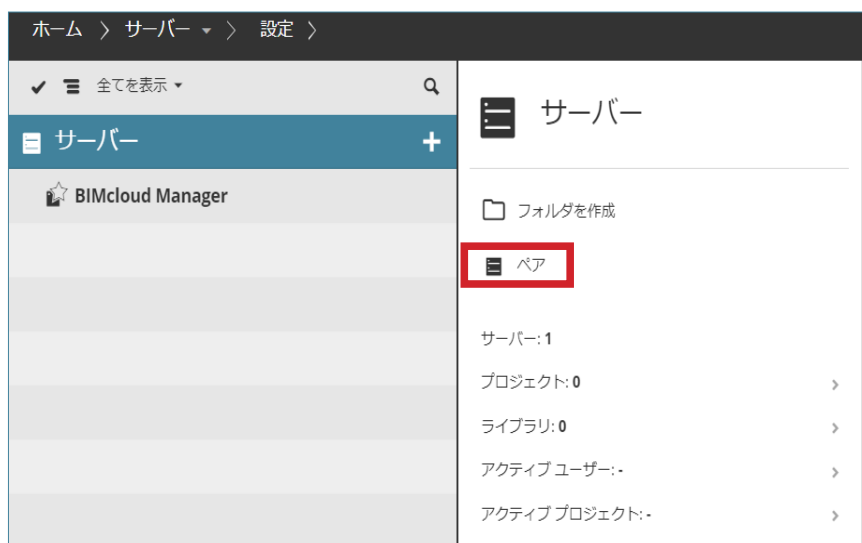 ホーム 〉 サーバー ▾ 〉 設定 〉
全てを表示 ▾
サーバー
BIMcloud Manager
サーバー
フォルダを作成
ペア
サーバー: 1
プロジェクト: 0
ライブラリ: 0
アクティブ ユーザー: -
アクティブ プロジェクト: -